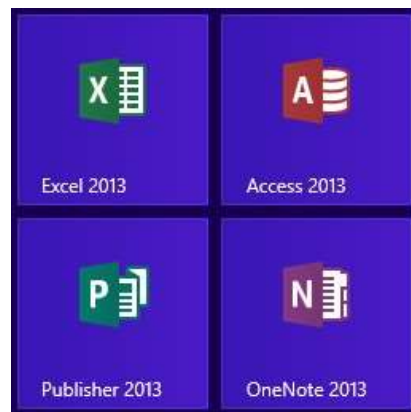 X
A
Excel 2013
Access 2013
P
N
Publisher 2013
OneNote 2013